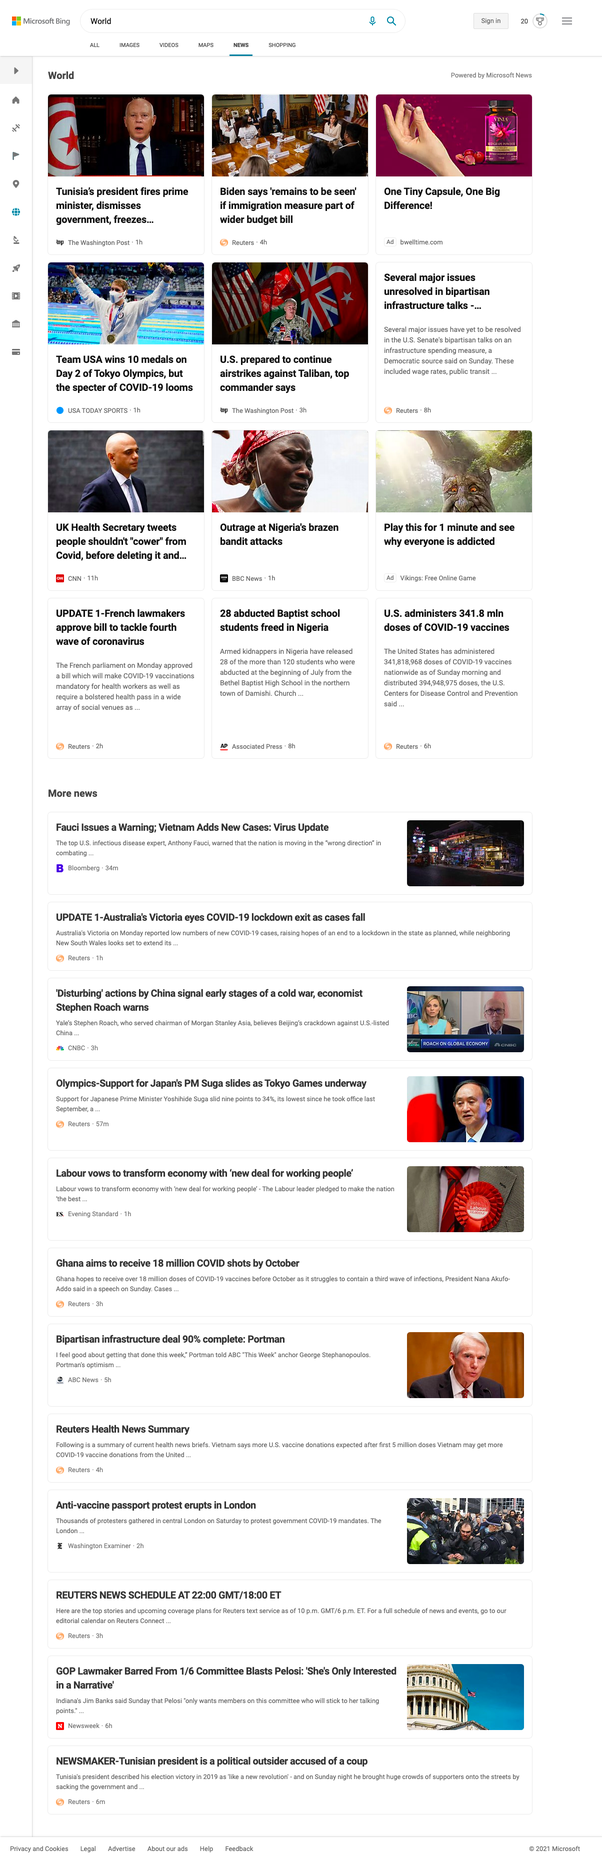 Microsoft Bing
World
Sign in
20
ALL IMAGES VIDEOS MAPS NEWS SHOPPING
World
Powered by Microsoft News
Tunisia's president fires prime
minister, dismisses
government, freezes...
The Washington Post · 1h
Biden says 'remains to be seen'
if immigration measure part of
wider budget bill
Reuters · 4h
One Tiny Capsule, One Big
Difference!
Ad bwelltime.com
Team USA wins 10 medals on
Day 2 of Tokyo Olympics, but
the specter of COVID-19 looms
USA TODAY SPORTS · 1h
U.S. prepared to continue
airstrikes against Taliban, top
commander says
The Washington Post · 3h
Several major issues
unresolved in bipartisan
infrastructure talks -...
Several major issues have yet to be resolved
in the U.S. Senate's bipartisan talks on an
infrastructure spending measure, a
Democratic source said on Sunday. These
included wage rates, public transit ...
Reuters · 8h
UK Health Secretary tweets
people shouldn't "cower" from
Covid, before deleting it and...
CNN · 11h
Outrage at Nigeria's brazen
bandit attacks
BBC News · 1h
Play this for 1 minute and see
why everyone is addicted
Ad Vikings: Free Online Game
UPDATE 1-French lawmakers
approve bill to tackle fourth
wave of coronavirus
The French parliament on Monday approved
a bill which will make COVID-19 vaccinations
mandatory for health workers as well as
require a bolstered health pass in a wide
array of social venues as ...
Reuters · 2h
28 abducted Baptist school
students freed in Nigeria
Armed kidnappers in Nigeria have released
28 of the more than 120 students who were
abducted at the beginning of July from the
Bethel Baptist High School in the northern
town of Damishi. Church ...
AP Associated Press · 8h
U.S. administers 341.8 mln
doses of COVID-19 vaccines
The United States has administered
341,818,968 doses of COVID-19 vaccines
nationwide as of Sunday morning and
distributed 394,948,975 doses, the U.S.
Centers for Disease Control and Prevention
said ...
Reuters · 6h
More news
Fauci Issues a Warning; Vietnam Adds New Cases: Virus Update
The top U.S. infectious disease expert, Anthony Fauci, warned that the nation is moving in the "wrong direction" in
combating ...
B Bloomberg · 34m
UPDATE 1-Australia's Victoria eyes COVID-19 lockdown exit as cases fall
Australia's Victoria on Monday reported low numbers of new COVID-19 cases, raising hopes of an end to a lockdown in the state as planned, while neighboring
New South Wales looks set to extend its ...
Reuters · 1h
'Disturbing' actions by China signal early stages of a cold war, economist
Stephen Roach warns
Yale's Stephen Roach, who served chairman of Morgan Stanley Asia, believes Beijing's crackdown against U.S.-listed
China ...
CNBC · 3h
ROACH ON GLOBAL ECONOMY
Olympics-Support for Japan's PM Suga slides as Tokyo Games underway
Support for Japanese Prime Minister Yoshihide Suga slid nine points to 34%, its lowest since he took office last
September, a ...
Reuters · 57m
Labour vows to transform economy with 'new deal for working people'
Labour vows to transform economy with 'new deal for working people' - The Labour leader pledged to make the nation
'the best ...
ES. Evening Standard · 1h
Labour
Ghana aims to receive 18 million COVID shots by October
Ghana hopes to receive over 18 million doses of COVID-19 vaccines before October as it struggles to contain a third wave of infections, President Nana Akufo-
Addo said in a speech on Sunday. Cases ...
Reuters · 3h
Bipartisan infrastructure deal 90% complete: Portman
I feel good about getting that done this week," Portman told ABC "This Week" anchor George Stephanopoulos.
Portman's optimism ...
ABC News · 5h
Reuters Health News Summary
Following is a summary of current health news briefs. Vietnam says more U.S. vaccine donations expected after first 5 million doses Vietnam may get more
COVID-19 vaccine donations from the United ...
Reuters · 4h
Anti-vaccine passport protest erupts in London
Thousands of protesters gathered in central London on Saturday to protest government COVID-19 mandates. The
London ...
Washington Examiner · 2h
REUTERS NEWS SCHEDULE AT 22:00 GMT/18:00 ET
Here are the top stories and upcoming coverage plans for Reuters text service as of 10 p.m. GMT/6 p.m. ET. For a full schedule of news and events, go to our
editorial calendar on Reuters Connect ...
Reuters · 3h
GOP Lawmaker Barred From 1/6 Committee Blasts Pelosi: 'She's Only Interested
in a Narrative'
Indiana's Jim Banks said Sunday that Pelosi "only wants members on this committee who will stick to her talking
points." ...
N Newsweek · 6h
NEWSMAKER-Tunisian president is a political outsider accused of a coup
Tunisia's president described his election victory in 2019 as 'like a new revolution' - and on Sunday night he brought huge crowds of supporters onto the streets by
sacking the government and ...
Reuters · 6m
Privacy and Cookies Legal Advertise About our ads Help Feedback
© 2021 Microsoft